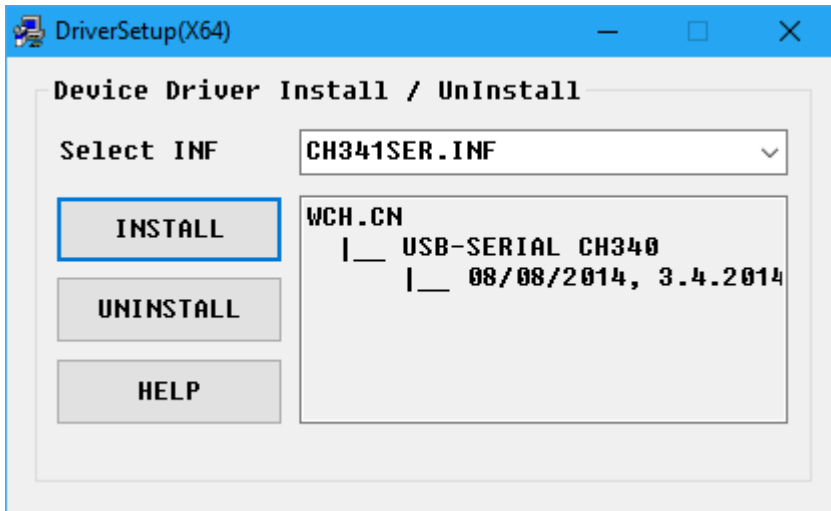 DriverSetup(X64)
Device Driver Install / UnInstall
Select INF
CH341SER.INF
INSTALL
UNINSTALL
HELP
WCH.CN
|__ USB-SERIAL CH340
|__ 08/08/2014, 3.4.2014